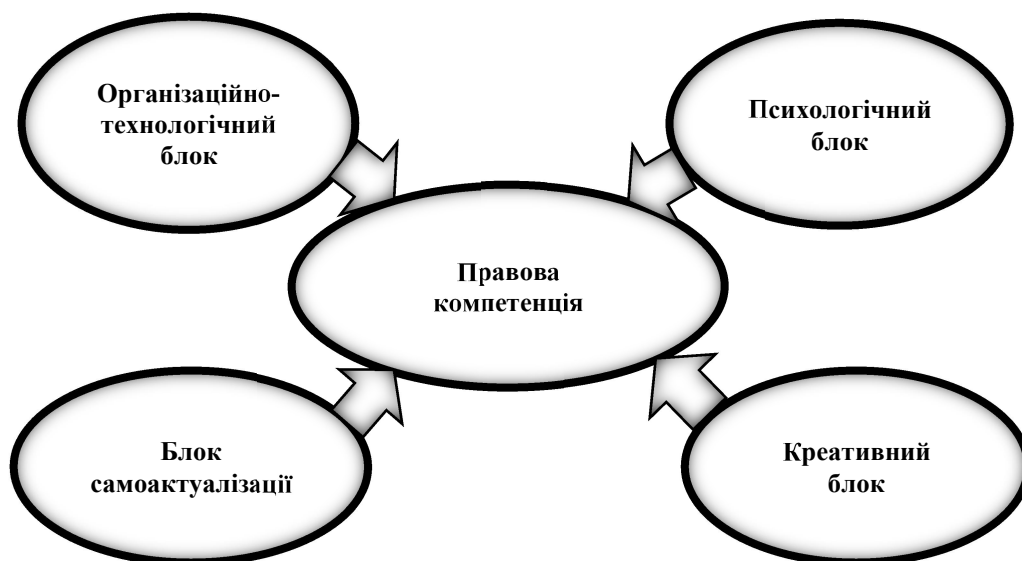 Організаційно-
технологічний
блок
Психологічний
блок
Правова
компетенція
Блок
самоактуалізації
Креативний
блок